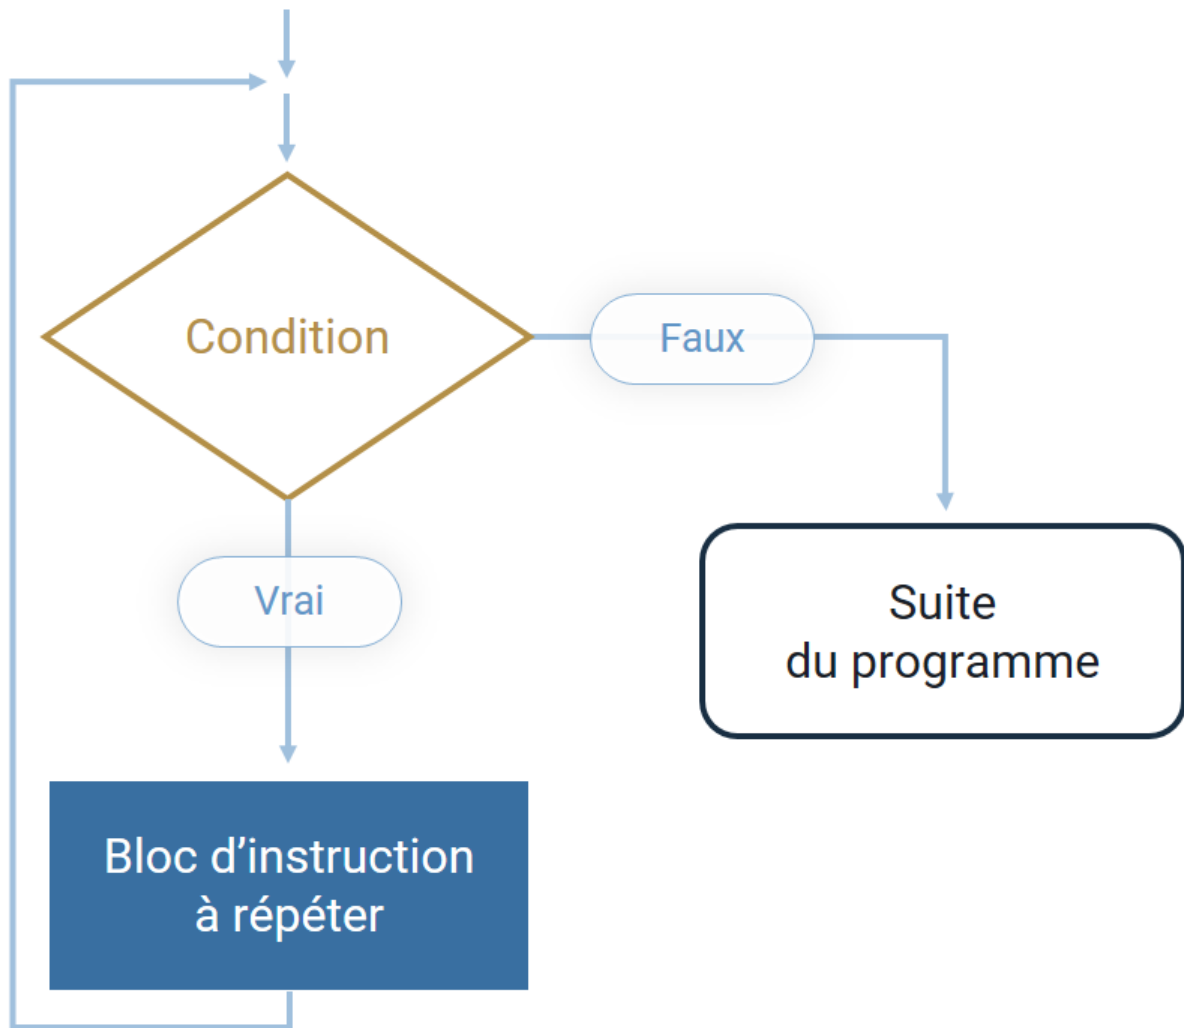 Condition
Faux
Vrai
Suite
du programme
Bloc d’instruction
à répéter